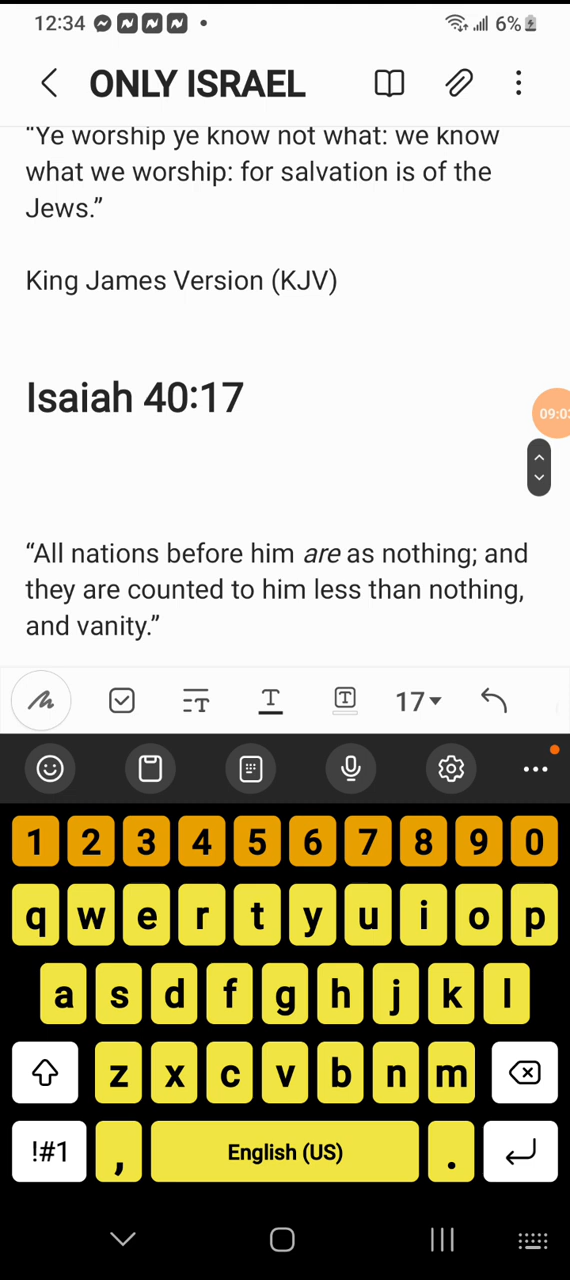 12:34 6%
ONLY ISRAEL
“Ye worship ye know not what: we know
what we worship: for salvation is of the
Jews.”
King James Version (KJV)
Isaiah 40:17
09:03
“All nations before him are as nothing; and
they are counted to him less than nothing,
and vanity.”
T T T 17
1 2 3 4 5 6 7 8 9 0
q w e r t y u i o p
a s d f g h j k l
z x c v b n m
!#1 , English (US) .